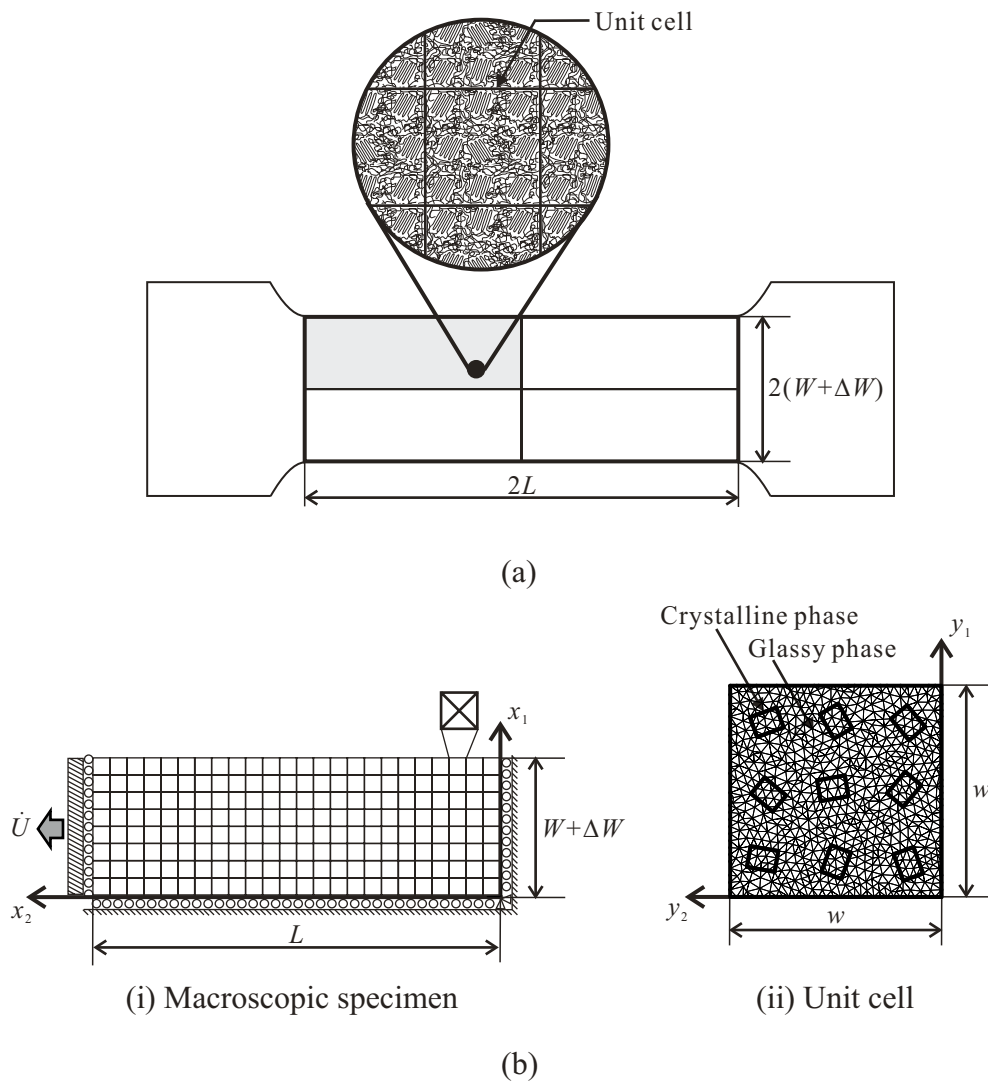 Unit cell
2(W+ΔW)
2L
(a)
Crystalline phase
Glassy phase
y₁
x₁
U̇
W+ΔW
w
x₂
L
y₂
w
(i) Macroscopic specimen
(ii) Unit cell
(b)